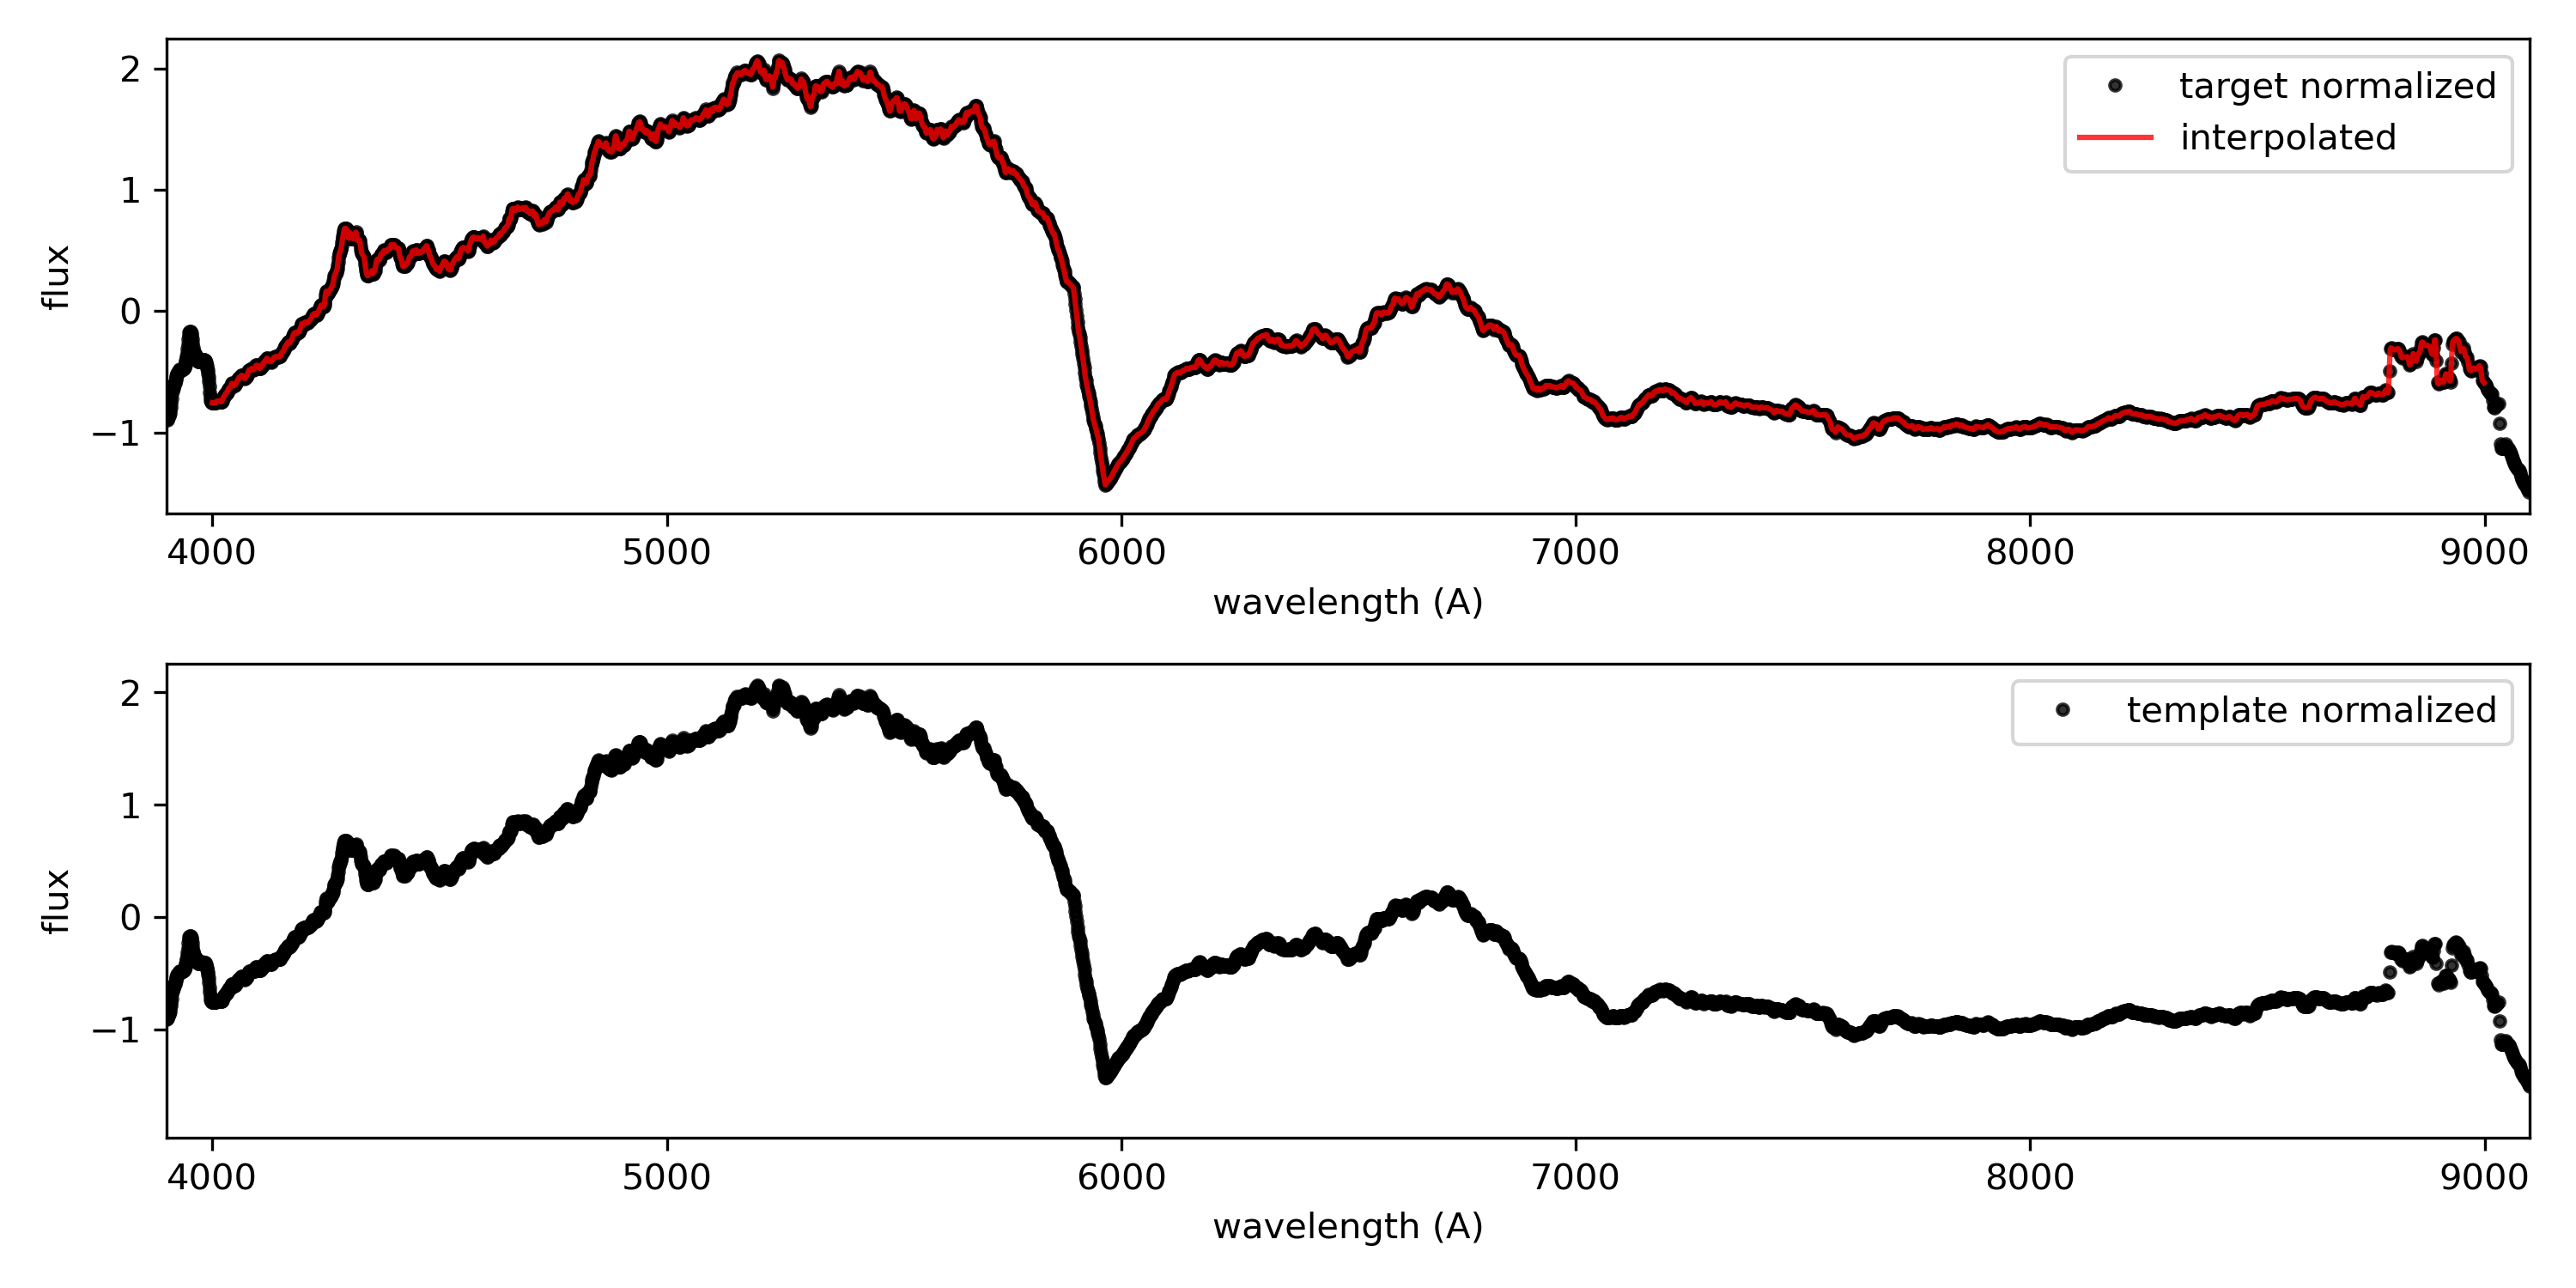 2
1
0
−1
flux
target normalized
interpolated
4000 5000 6000 7000 8000 9000
wavelength (A)
2
1
0
−1
flux
template normalized
4000 5000 6000 7000 8000 9000
wavelength (A)